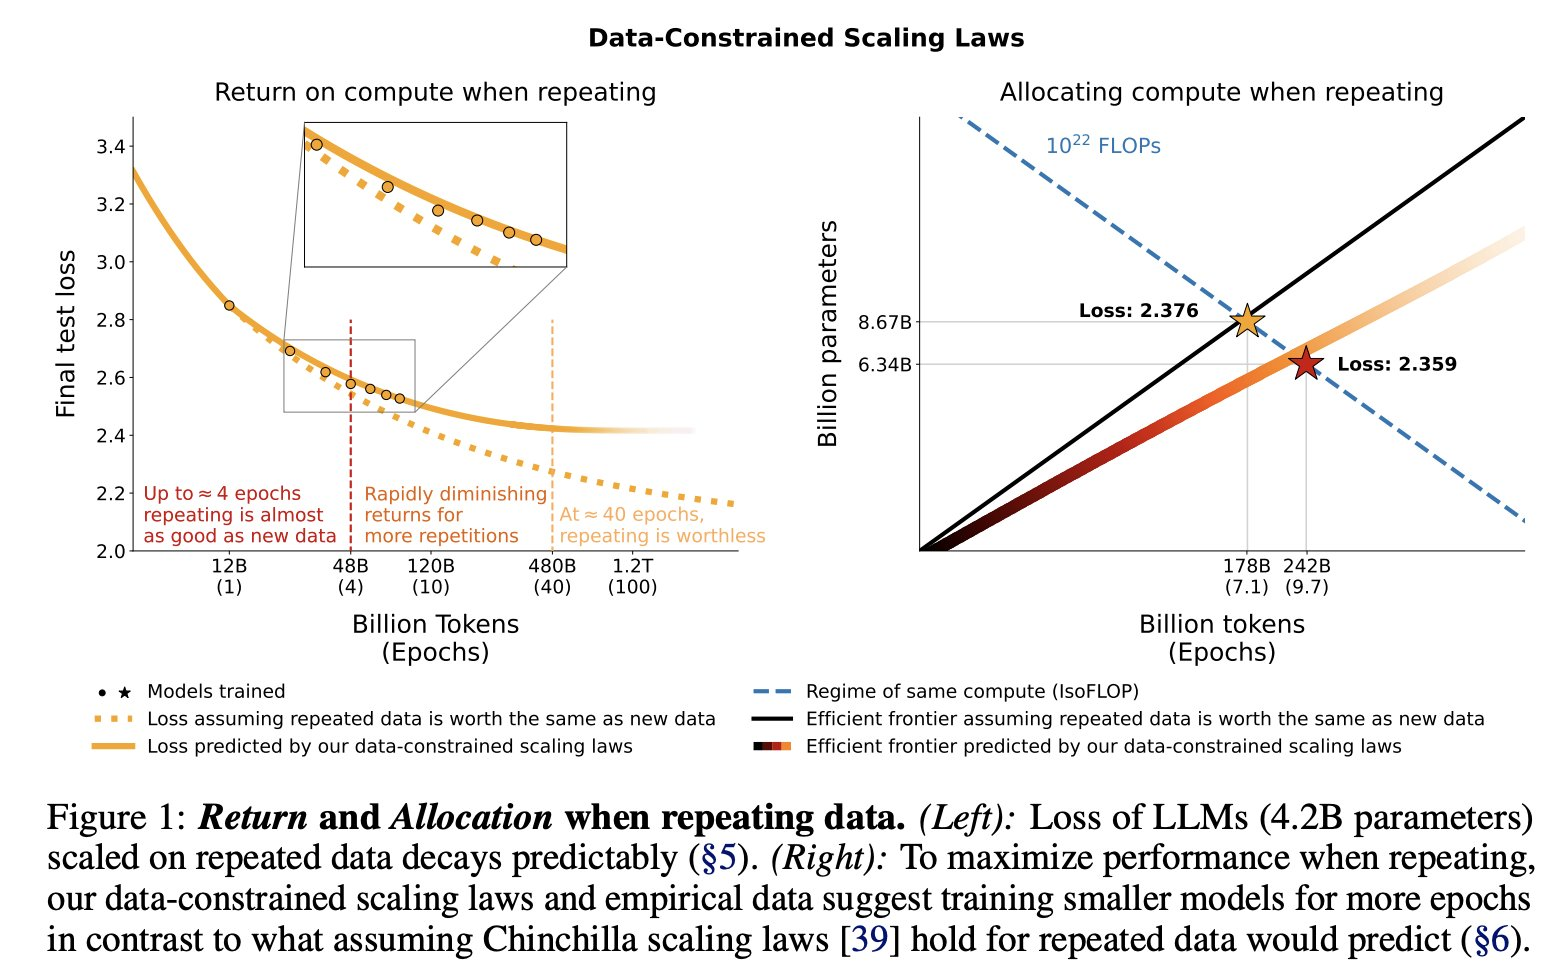 Data-Constrained Scaling Laws
Return on compute when repeating
Final test loss
3.4
3.2
3.0
2.8
2.6
2.4
2.2
2.0
Up to ≈ 4 epochs
repeating is almost
as good as new data
Rapidly diminishing
returns for
more repetitions
At ≈ 40 epochs,
repeating is worthless
12B
(1)
48B
(4)
120B
(10)
480B
(40)
1.2T
(100)
Billion Tokens
(Epochs)
Allocating compute when repeating
Billion parameters
10²² FLOPs
Loss: 2.376
8.67B
6.34B
Loss: 2.359
178B
(7.1)
242B
(9.7)
Billion tokens
(Epochs)
Models trained
Loss assuming repeated data is worth the same as new data
Loss predicted by our data-constrained scaling laws
Regime of same compute (IsoFLOP)
Efficient frontier assuming repeated data is worth the same as new data
Efficient frontier predicted by our data-constrained scaling laws
Figure 1: Return and Allocation when repeating data. (Left): Loss of LLMs (4.2B parameters)
scaled on repeated data decays predictably (§5). (Right): To maximize performance when repeating,
our data-constrained scaling laws and empirical data suggest training smaller models for more epochs
in contrast to what assuming Chinchilla scaling laws [39] hold for repeated data would predict (§6).